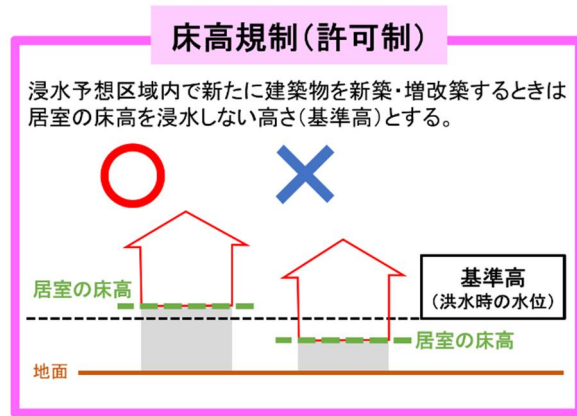 床高規制(許可制)
浸水予想区域内で新たに建築物を新築・増改築するときは
居室の床高を浸水しない高さ(基準高)とする。
居室の床高
基準高
(洪水時の水位)
居室の床高
地面